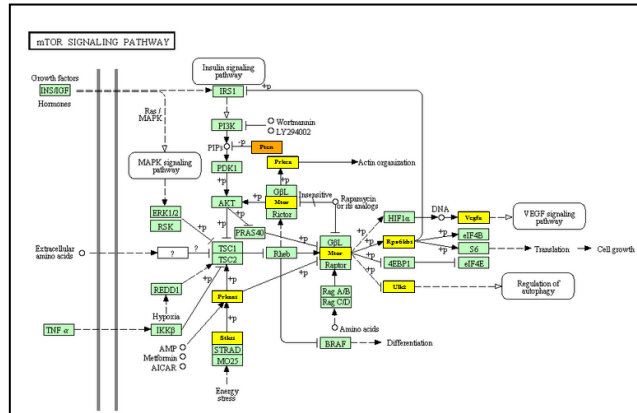 mTOR SIGNALING PATHWAY
Insulin signaling
pathway
Growth factors
INS/IGF
Hormones
Ras /
MAPK
IRS1
+p
PI3K
Wortmannin
LY294002
PIP3
-p
Pten
MAPK signaling
pathway
PDK1
Prkca
Actin organization
+p
+p
AKT
GβL
Mtor
Rictor
Insensitive
Rapamycin
or its analogs
ERK1/2
RSK
+p
+p
PRAS40
+p
HIF1α
DNA
Vegfa
VEGF signaling
pathway
Extracellular
amino acids
?
?
TSC1
TSC2
Rheb
GβL
Mtor
Raptor
+p
Rps6kb1
+p
+p
eIF4B
S6
Translation
Cell growth
+p
4EBP1
eIF4E
REDD1
Hypoxia
+p
+p
+p
Rag A/B
Rag C/D
Ulk2
Regulation of
autophagy
TNF α
IKKβ
AMP
Metformin
AICAR
+p
STRAD
MO25
Amino acids
BRAF
Differentiation
Energy
stress